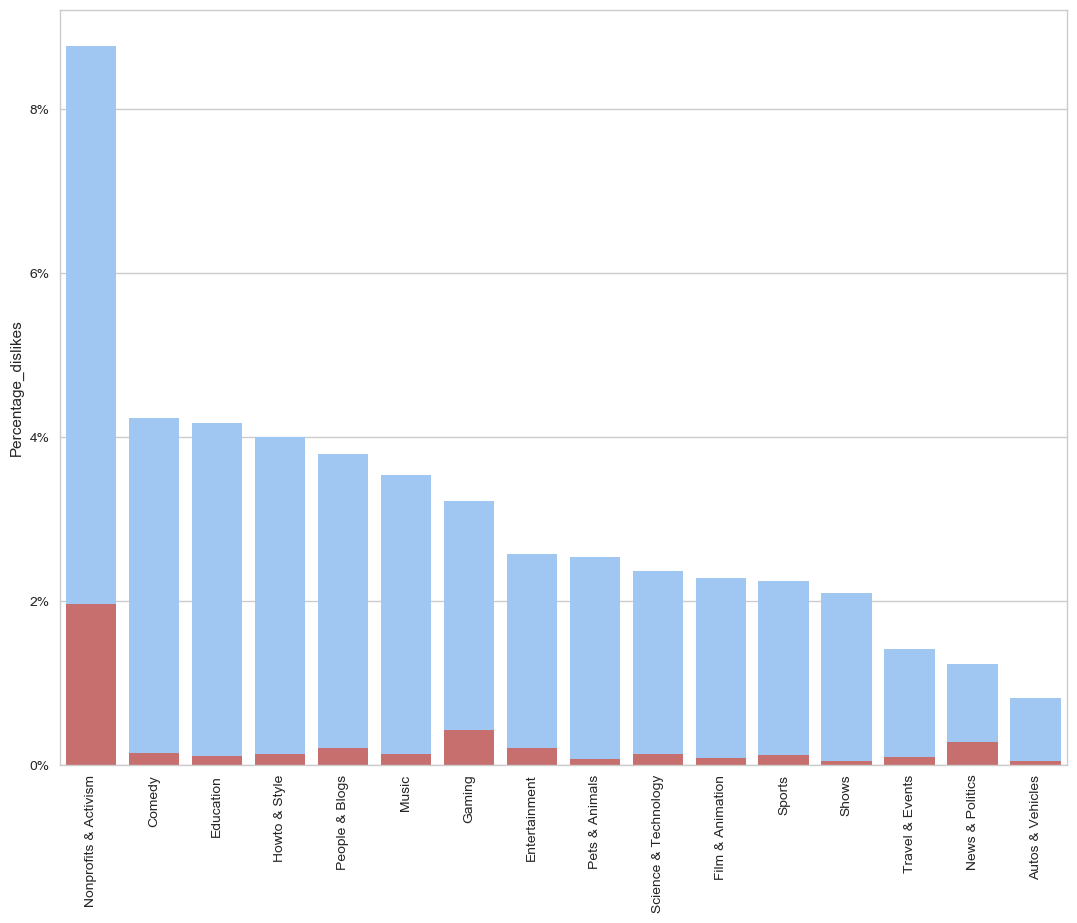 8%
6%
4%
2%
0%
Percentage_dislikes
Nonprofits & Activism
Comedy
Education
Howto & Style
People & Blogs
Music
Gaming
Entertainment
Pets & Animals
Science & Technology
Film & Animation
Sports
Shows
Travel & Events
News & Politics
Autos & Vehicles